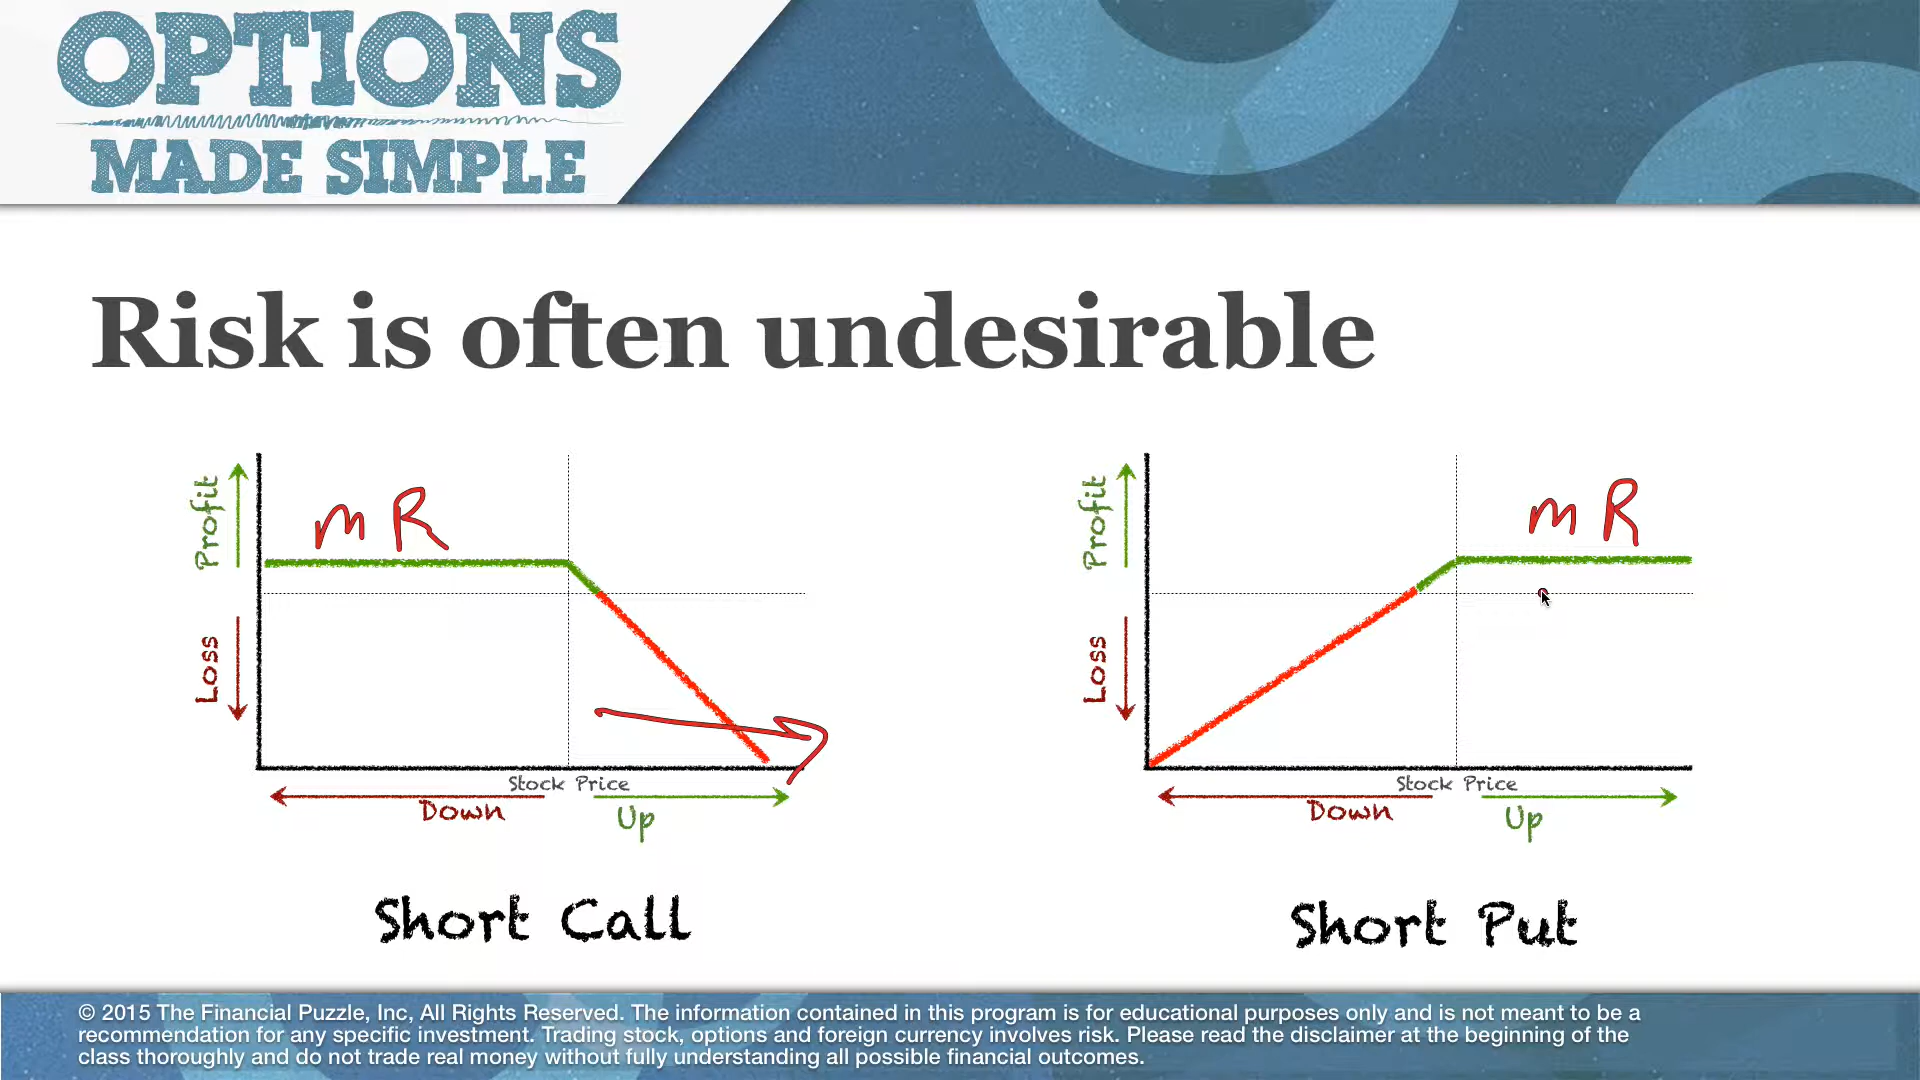 OPTIONS
MADE SIMPLE
Risk is often undesirable
Profit
Loss
m R
Stock Price
Down
Up
Short Call
Profit
Loss
m R
Stock Price
Down
Up
Short Put
© 2015 The Financial Puzzle, Inc, All Rights Reserved. The information contained in this program is for educational purposes only and is not meant to be a
recommendation for any specific investment. Trading stock, options and foreign currency involves risk. Please read the disclaimer at the beginning of the
class thoroughly and do not trade real money without fully understanding all possible financial outcomes.